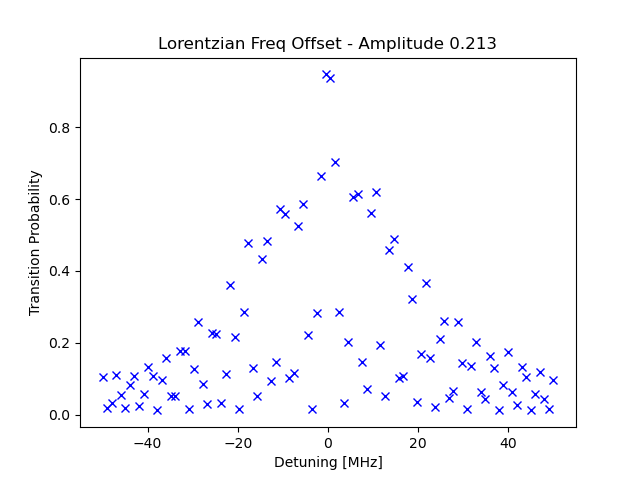 Lorentzian Freq Offset - Amplitude 0.213
Transition Probability
0.8
0.6
0.4
0.2
0.0
−40 −20 0 20 40
Detuning [MHz]